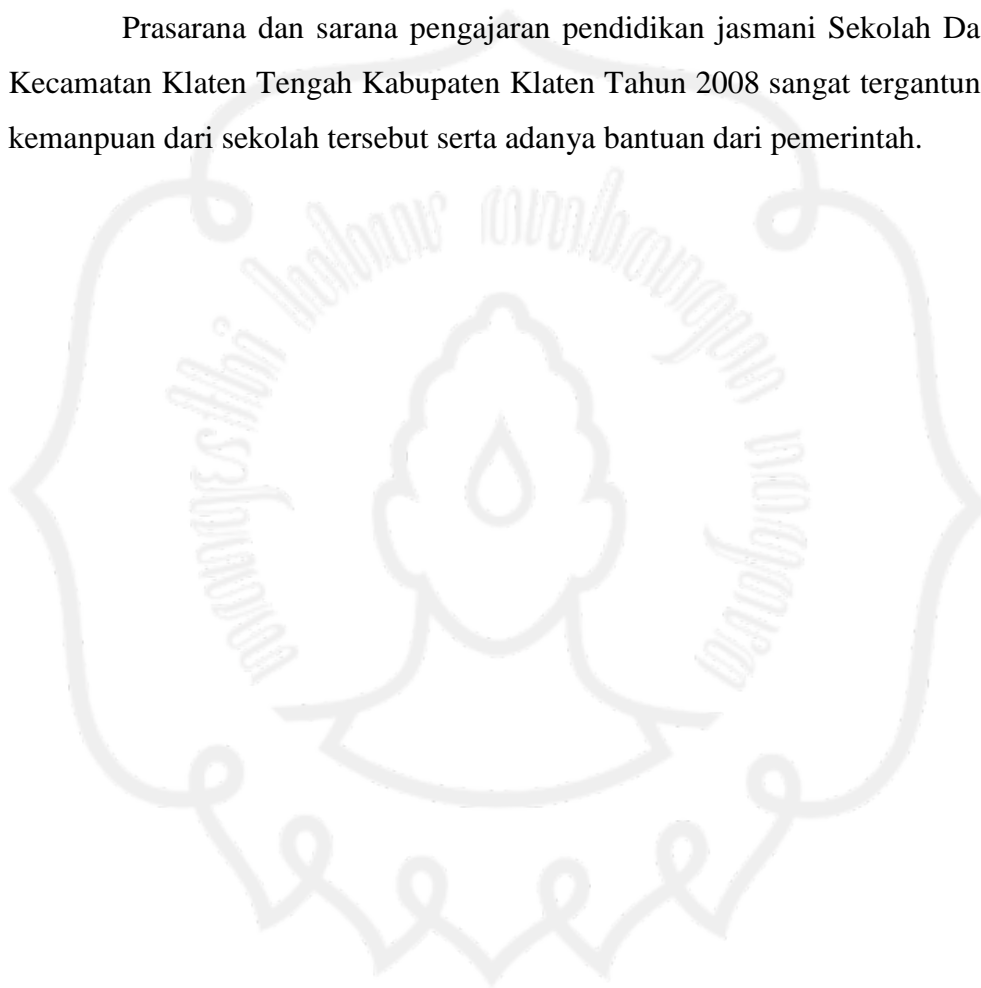 Prasarana dan sarana pengajaran pendidikan jasmani Sekolah Da
Kecamatan Klaten Tengah Kabupaten Klaten Tahun 2008 sangat tergantun
kemanpuan dari sekolah tersebut serta adanya bantuan dari pemerintah.